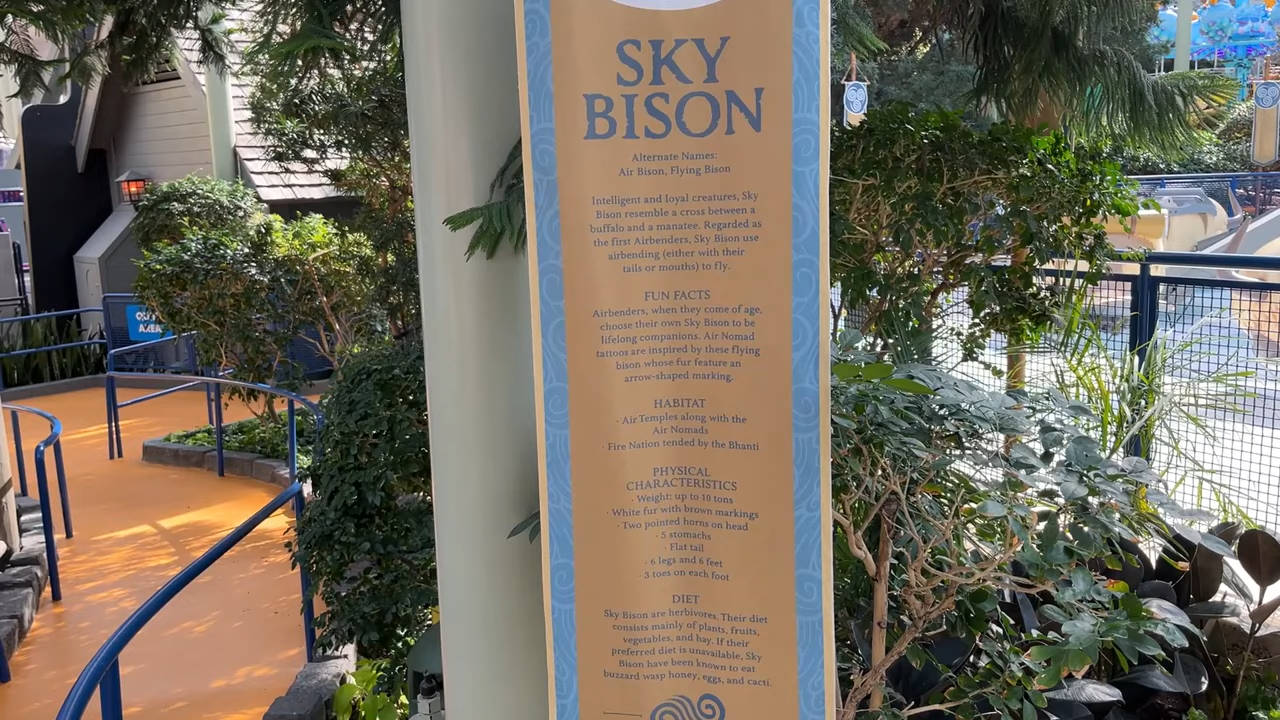 SKY
BISON
Alternate Names:
Air Bison, Flying Bison
Intelligent and loyal creatures, Sky
Bison resemble a cross between a
buffalo and a manatee. Regarded as
the first Airbenders, Sky Bison use
airbending (either with their
tails or mouths) to fly.
FUN FACTS
Airbenders, when they come of age,
choose their own Sky Bison to be
lifelong companions. Air Nomad
tattoos are inspired by these flying
bison whose fur feature an
arrow-shaped marking.
HABITAT
· Air Temples along with the
Air Nomads
· Fire Nation tended by the Bhanti
PHYSICAL
CHARACTERISTICS
· Weight: up to 10 tons
· White fur with brown markings
· Two pointed horns on head
· 5 stomachs
· Flat tail
· 6 legs and 6 feet
· 3 toes on each foot
DIET
Sky Bison are herbivores. Their diet
consists mainly of plants, fruits,
vegetables, and hay. If their
preferred diet is unavailable, Sky
Bison have been known to eat
buzzard wasp honey, eggs, and cacti.
AREA